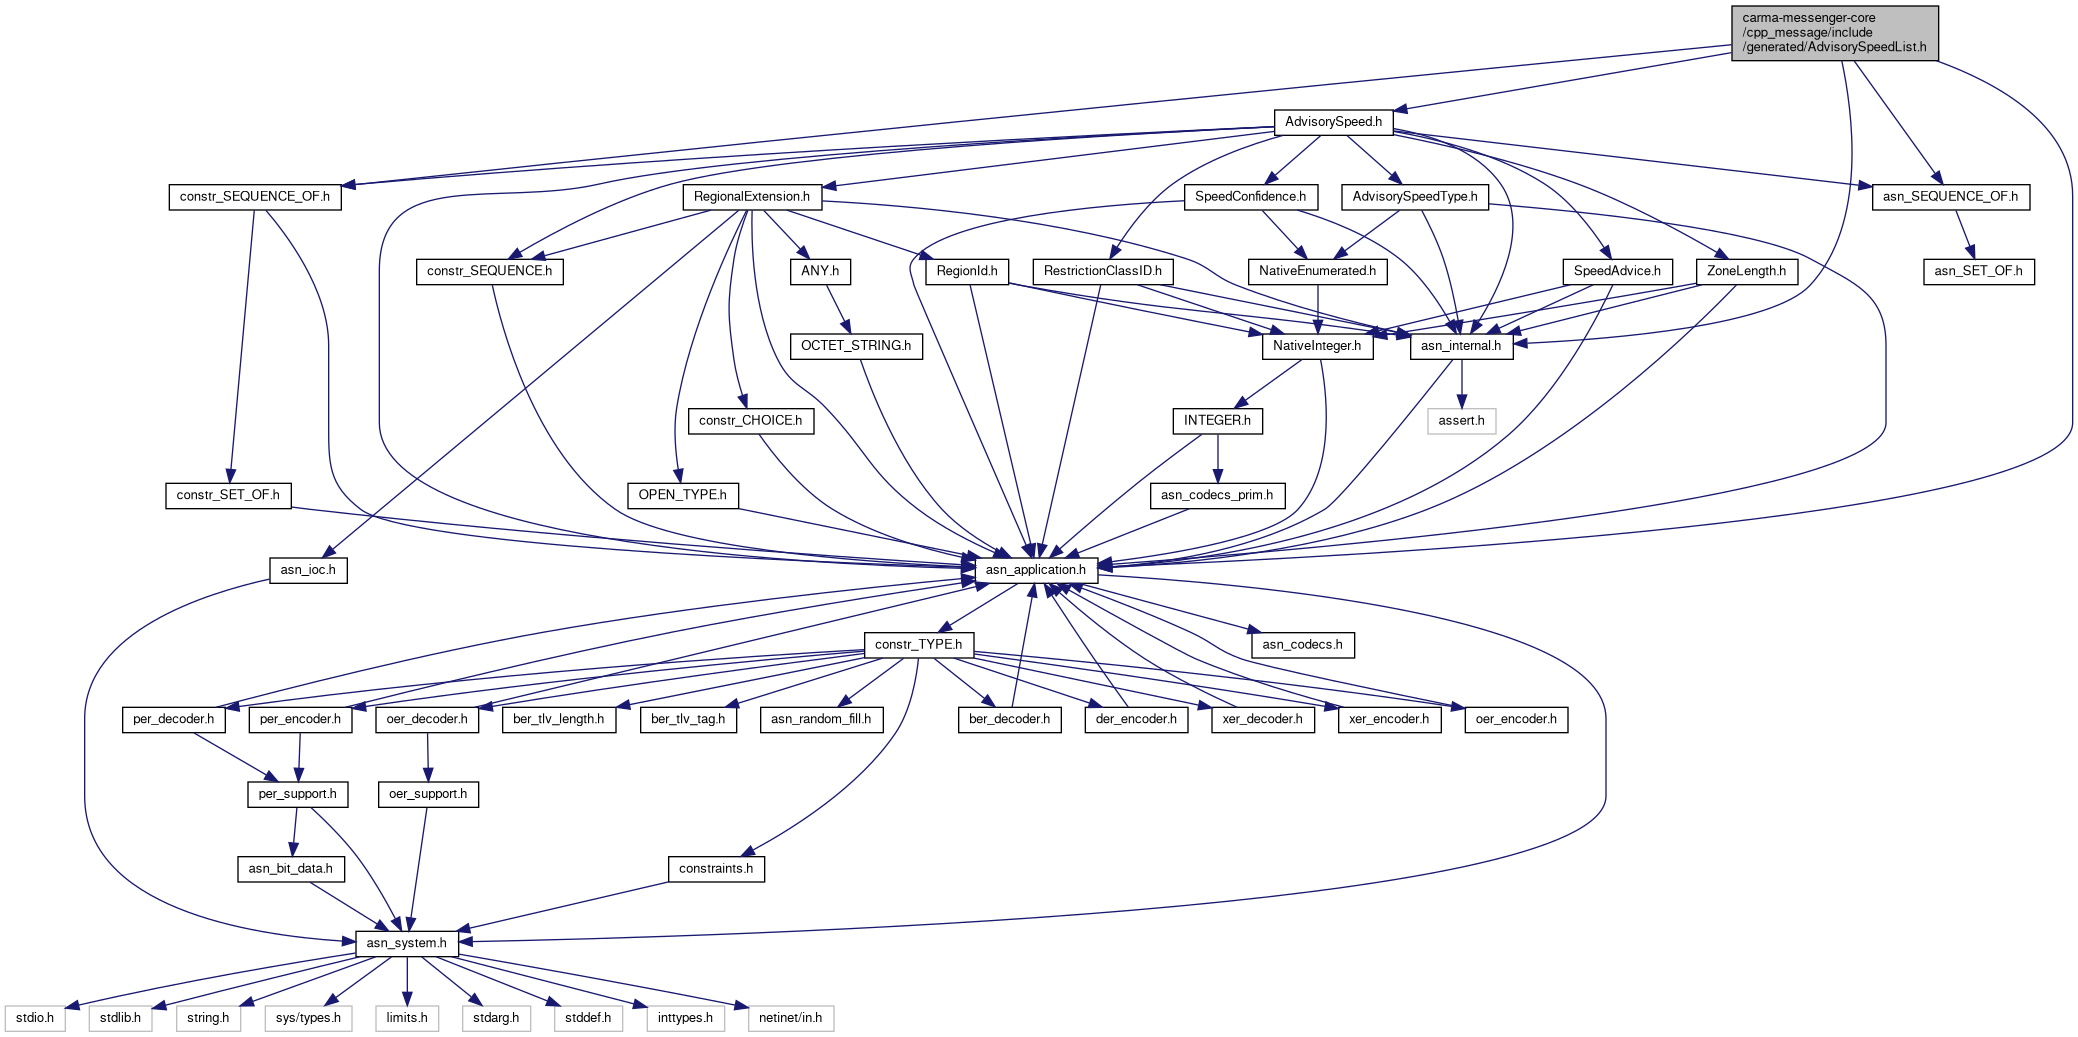 carma-messenger-core
/cpp_message/include
/generated/AdvisorySpeedList.h
AdvisorySpeed.h
constr_SEQUENCE_OF.h
RegionalExtension.h
SpeedConfidence.h
AdvisorySpeedType.h
asn_SEQUENCE_OF.h
constr_SEQUENCE.h
ANY.h
RegionId.h
RestrictionClassID.h
NativeEnumerated.h
SpeedAdvice.h
ZoneLength.h
asn_SET_OF.h
OCTET_STRING.h
NativeInteger.h
asn_internal.h
constr_CHOICE.h
INTEGER.h
assert.h
constr_SET_OF.h
OPEN_TYPE.h
asn_codecs_prim.h
asn_ioc.h
asn_application.h
constr_TYPE.h
asn_codecs.h
per_decoder.h
per_encoder.h
oer_decoder.h
ber_tlv_length.h
ber_tlv_tag.h
asn_random_fill.h
ber_decoder.h
der_encoder.h
xer_decoder.h
xer_encoder.h
oer_encoder.h
per_support.h
oer_support.h
asn_bit_data.h
constraints.h
asn_system.h
stdio.h
stdlib.h
string.h
sys/types.h
limits.h
stdarg.h
stddef.h
inttypes.h
netinet/in.h